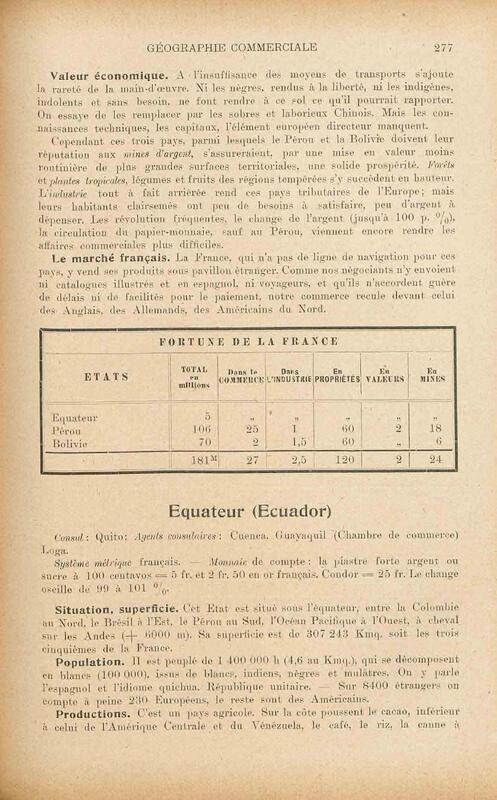 GÉOGRAPHIE COMMERCIALE 277
Valeur économique. A l'insuffisance des moyens de transports s'ajoute
la rareté de la main-d'œuvre. Ni les nègres, rendus à la liberté, ni les indigènes,
indolents et sans besoin, ne font rendre à ce sol ce qu'il pourrait rapporter.
On essaye de les remplacer par les sobres et laborieux Chinois. Mais les con-
naissances techniques, les capitaux, l'élément européen directeur manquent.
Cependant ces trois pays, parmi lesquels le Pérou et la Bolivie doivent leur
réputation aux mines d'argent, s'assureraient, par une mise en valeur moins
routinière de plus grandes surfaces territoriales, une solide prospérité. Forêts
et plantes tropicales, légumes et fruits des régions tempérées s'y succèdent en hauteur.
L'industrie tout à fait arriérée rend ces pays tributaires de l'Europe; mais
leurs habitants clairsemés ont peu de besoins à satisfaire, peu d'argent à
dépenser. Les révolution fréquentes, le change de l'argent (jusqu'à 100 p. %),
la circulation du papier-monnaie, sauf au Pérou, viennent encore rendre les
affaires commerciales plus difficiles.
Le marché français. La France, qui n'a pas de ligne de navigation pour ces
pays, y vend ses produits sous pavillon étranger. Comme nos négociants n'y envoient
ni catalogues illustrés et en espagnol, ni voyageurs, et qu'ils n'accordent guère
de délais ni de facilités pour le paiement, notre commerce recule devant celui
des Anglais, des Allemands, des Américains du Nord.
FORTUNE DE LA FRANCE
ETATS TOTAL en millions Dans le COMMERCE Dans L'INDUSTRIE En PROPRIÉTÉS En VALEURS En MINES
Equateur 5 „ „ „ „ „
Pérou 106 25 1 60 2 18
Bolivie 70 2 1,5 60 „ 6
181M 27 2,5 120 2 24
Equateur (Ecuador)
Consul : Quito; Agents consulaires : Cuenca, Guayaquil (Chambre de commerce)
Loga.
Système métrique français. — Monnaie de compte : la piastre forte argent ou
sucre à 100 centavos = 5 fr. et 2 fr. 50 en or français. Condor = 25 fr. Le change
oscille de 99 à 101 %.
Situation, superficie. Cet Etat est situé sous l'équateur, entre la Colombie
au Nord, le Brésil à l'Est, le Pérou au Sud, l'Océan Pacifique à l'Ouest, à cheval
sur les Andes (+ 6000 m). Sa superficie est de 307 243 Kmq. soit les trois
cinquièmes de la France.
Population. Il est peuplé de 1 400 000 h (4,6 au Kmq.), qui se décomposent
en blancs (100 000), issus de blancs, indiens, nègres et mulâtres. On y parle
l'espagnol et l'idiome quichua. République unitaire. — Sur 8400 étrangers on
compte à peine 230 Européens, le reste sont des Américains.
Productions. C'est un pays agricole. Sur la côte poussent le cacao, inférieur
à celui de l'Amérique Centrale et du Vénézuela, le café, le riz, la canne à